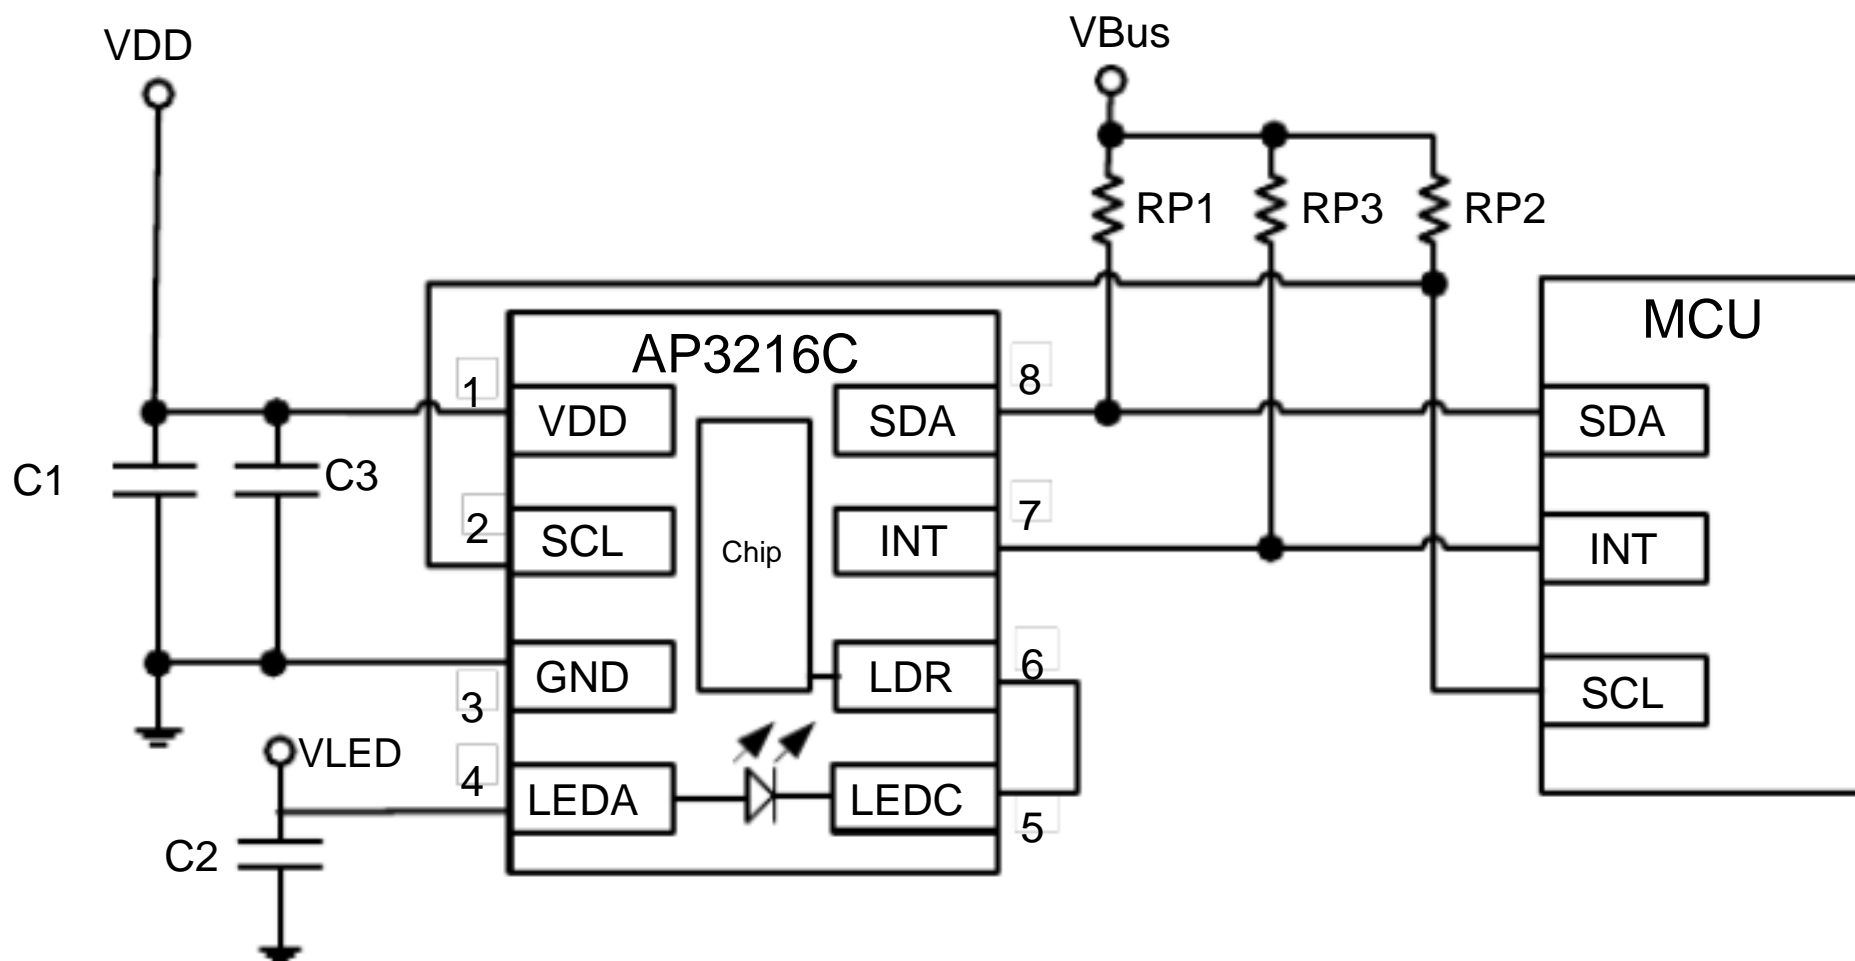 VDD
VBus
RP1
RP3
RP2
MCU
AP3216C
1
8
VDD
SDA
SDA
C1
C3
2
7
SCL
Chip
INT
INT
GND
LDR
6
3
SCL
VLED
4
LEDA
LEDC
5
C2